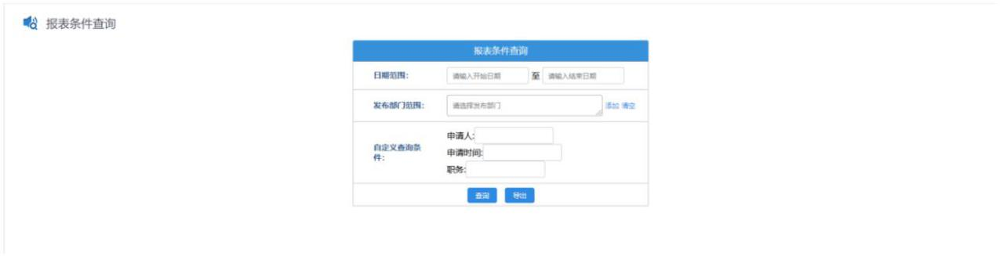 报表条件查询
报表条件查询
日期范围: 请输入开始日期 至 请输入结束日期
发布部门范围: 请选择发布部门 添加 清空
自定义查询条
件:
申请人:
申请时间:
职务:
查询 导出